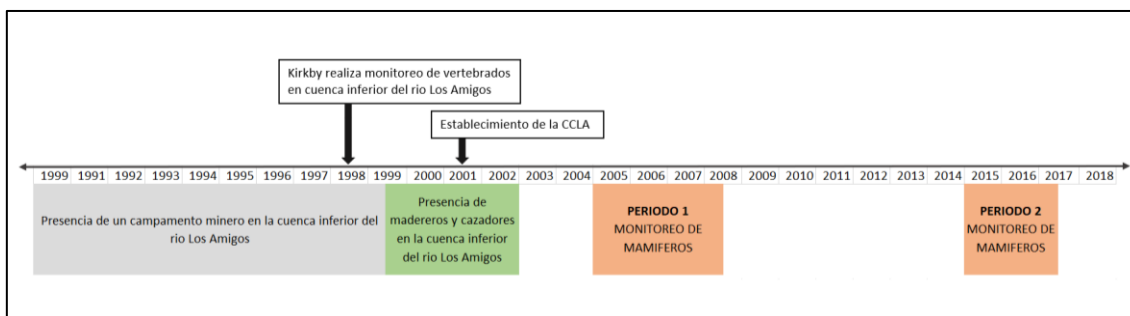 Kirkby realiza monitoreo de vertebrados
en cuenca inferior del rio Los Amigos
Establecimiento de la CCLA
1999 1991 1992 1993 1994 1995 1996 1997 1998 1999 2000 2001 2002 2003 2004 2005 2006 2007 2008 2009 2010 2011 2012 2013 2014 2015 2016 2017 2018
Presencia de un campamento minero en la cuenca inferior del
rio Los Amigos
Presencia de
madereros y cazadores
en la cuenca inferior
del rio Los Amigos
PERIODO 1
MONITOREO DE
MAMIFEROS
PERIODO 2
MONITOREO DE
MAMIFEROS